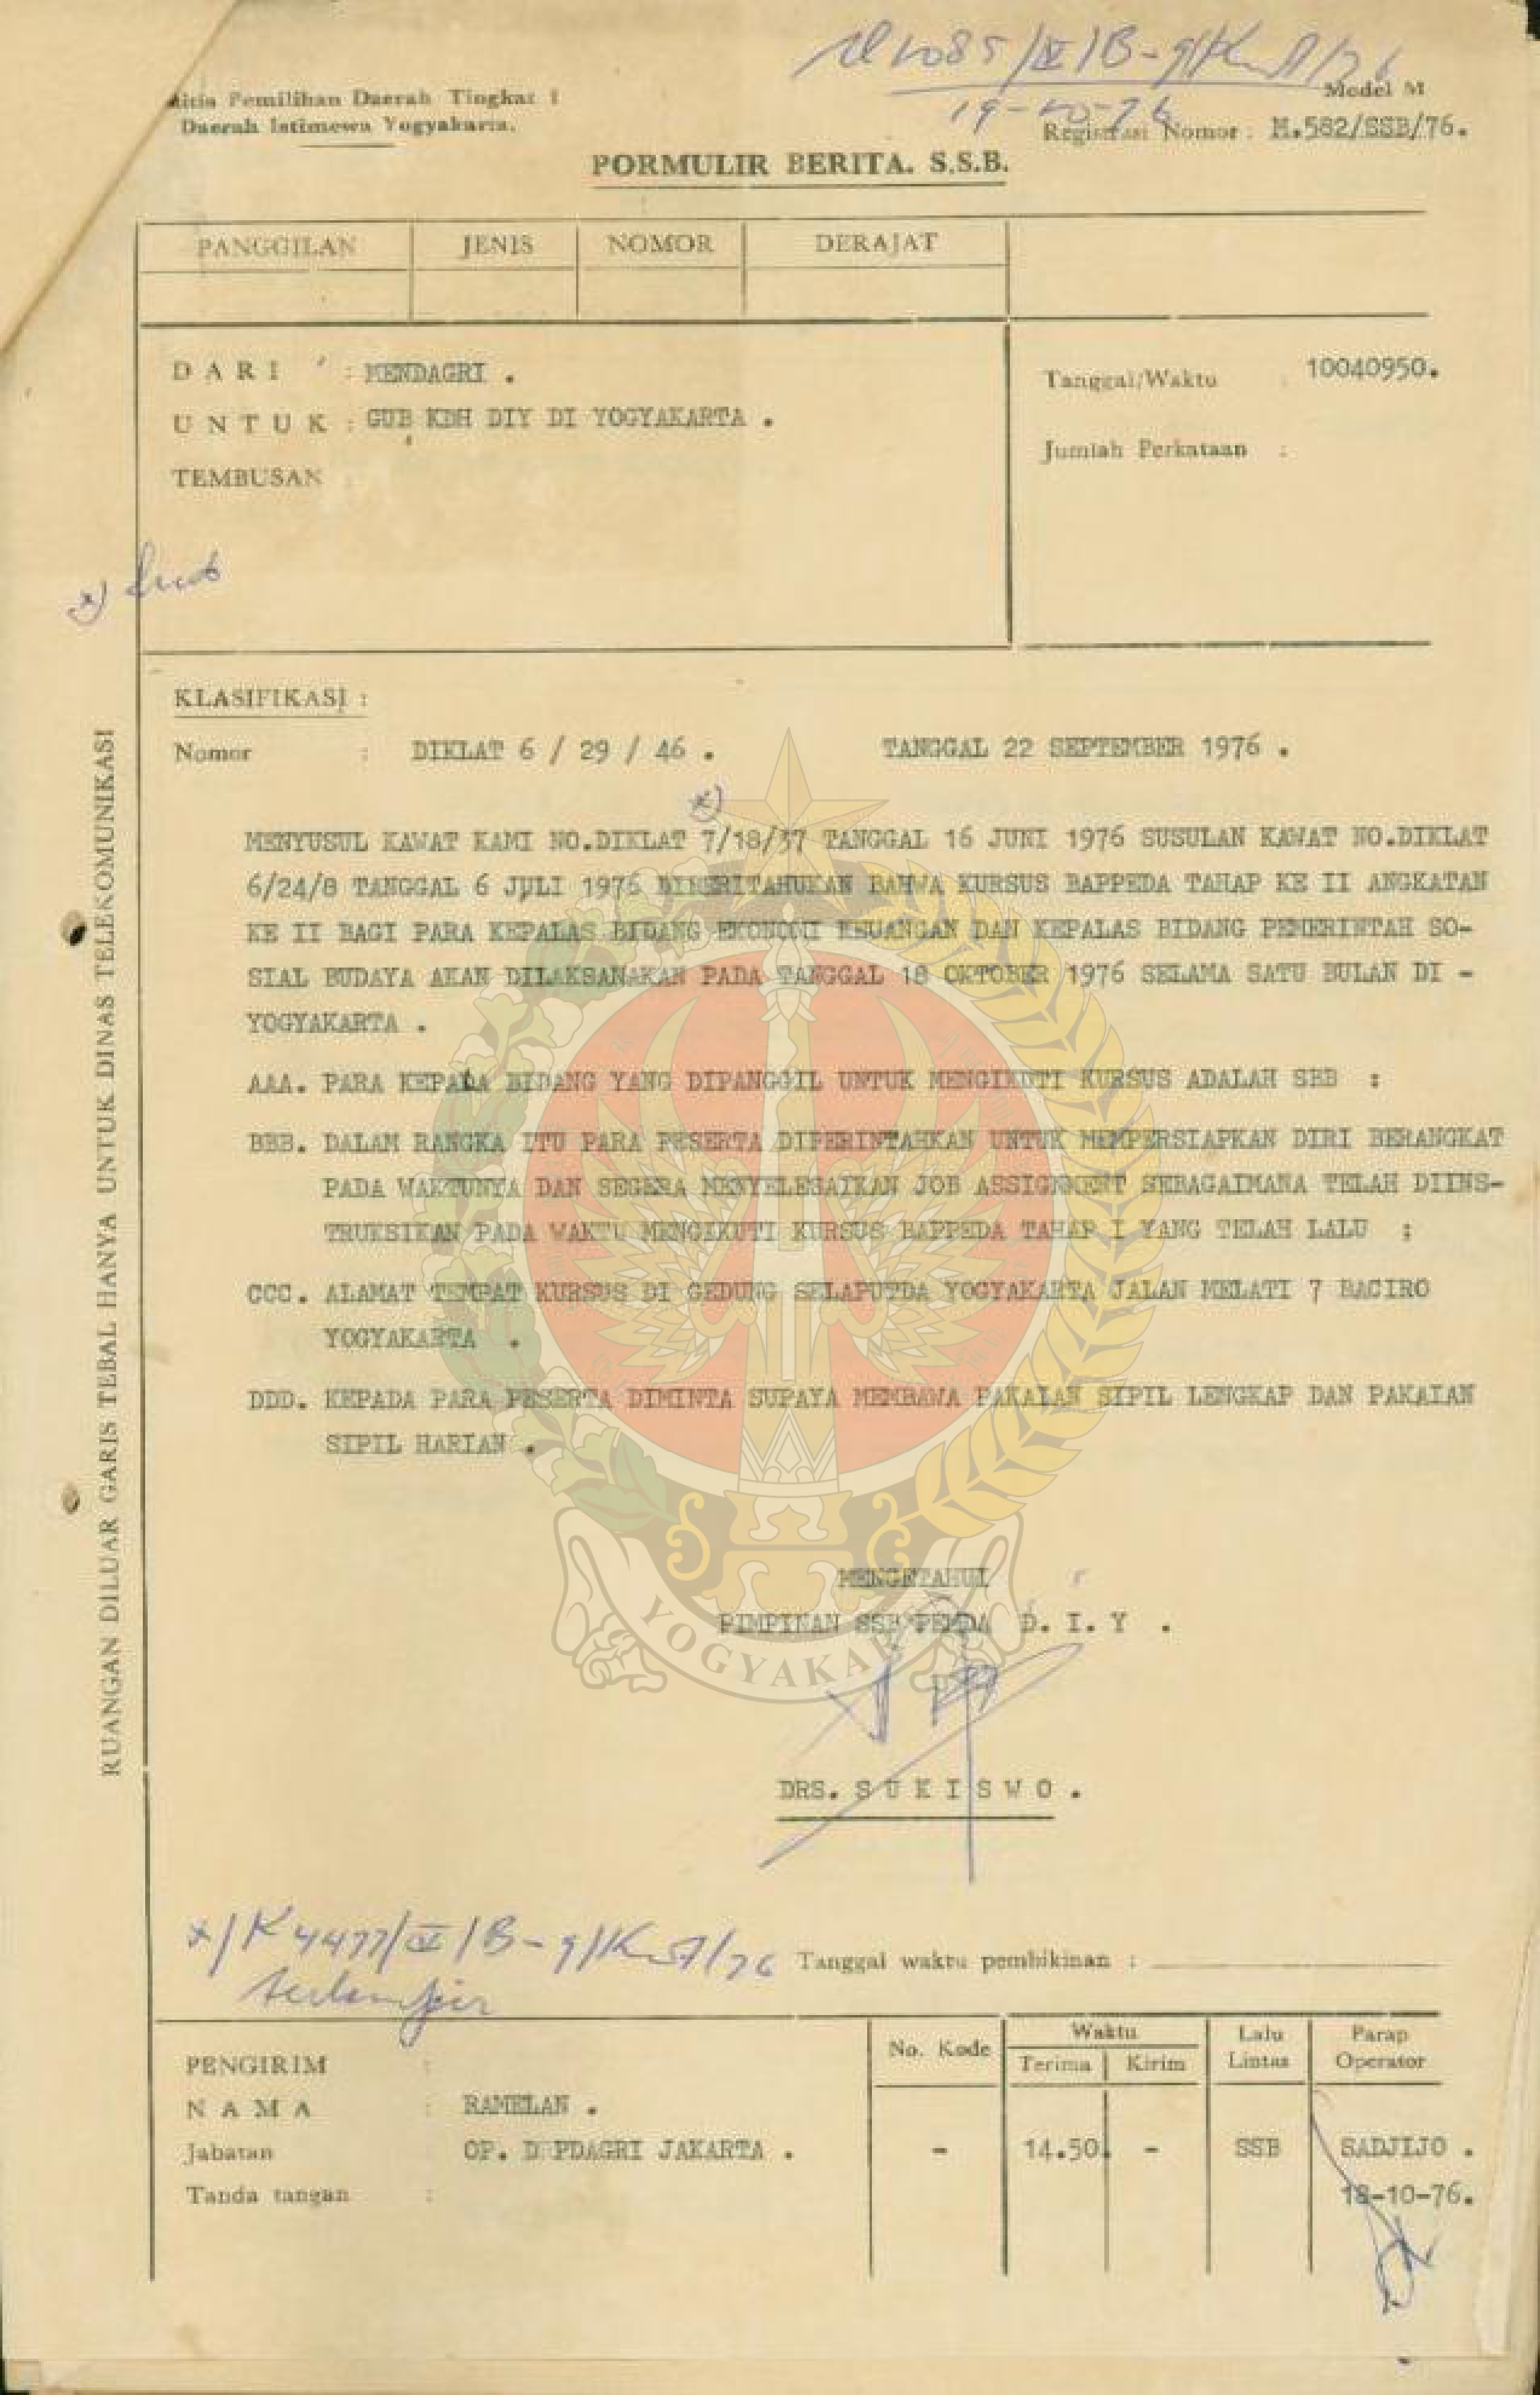 Pemilihan Daerah Tingkat I
Daerah Istimewa Yogyakarta.
19-10-76
Model M
Registrasi Nomor : M.582/SSB/76.
PORMULIR BERITA. S.S.B.
PANGGILAN JENIS NOMOR DERAJAT
DARI : MENDAGRI .
UNTUK : GUB KDH DIY DI YOGYAKARTA .
TEMBUSAN :
Tanggal/Waktu : 10040950.
Jumlah Perkataan :
KLASIFIKASI :
Nomor : DIKLAT 6 / 29 / 46 . TANGGAL 22 SEPTEMBER 1976 .
x)
MENYUSUL KAWAT KAMI NO.DIKLAT 7/18/37 TANGGAL 16 JUNI 1976 SUSULAN KAWAT NO.DIKLAT
6/24/8 TANGGAL 6 JULI 1976 DIBERITAHUKAN BAHWA KURSUS BAPPEDA TAHAP KE II ANGKATAN
KE II BAGI PARA KEPALAS BIDANG EKONOMI KEUANGAN DAN KEPALAS BIDANG PEMERINTAH SO-
SIAL BUDAYA AKAN DILAKSANAKAN PADA TANGGAL 18 OKTOBER 1976 SELAMA SATU BULAN DI -
YOGYAKARTA .
AAA. PARA KEPALA BIDANG YANG DIPANGGIL UNTUK MENGIKUTI KURSUS ADALAH SBB :
BBB. DALAM RANGKA ITU PARA PESERTA DIPERINTAHKAN UNTUK MEMPERSIAPKAN DIRI BERANGKAT
PADA WAKTUNYA DAN SEGERA MENYELESAIKAN JOB ASSIGNMENT SEBAGAIMANA TELAH DIINS-
TRUKSIKAN PADA WAKTU MENGIKUTI KURSUS BAPPEDA TAHAP I YANG TELAH LALU :
CCC. ALAMAT TEMPAT KURSUS DI GEDUNG SELAPUTDA YOGYAKARTA JALAN MELATI 7 BACIRO
YOGYAKARTA .
DDD. KEPADA PARA PESERTA DIMINTA SUPAYA MEMBAWA PAKAIAN SIPIL LENGKAP DAN PAKAIAN
SIPIL HARIAN .
RUANGAN DILUAR GARIS TEBAL HANYA UNTUK DINAS TELEKOMUNIKASI
MENGETAHUI
PIMPINAN SSB PEMDA D. I. Y .
YOGYAKARTA
DRS. S U K I S W O .
terlampir
Tanggal waktu pembikinan :
PENGIRIM :
NAMA : RAMELAN .
Jabatan OP. DEPDAGRI JAKARTA .
Tanda tangan :
No. Kode Waktu Lalu Lintas Parap Operator
Terima Kirim
- 14.50. - SSB SADJIJO .
18-10-76.